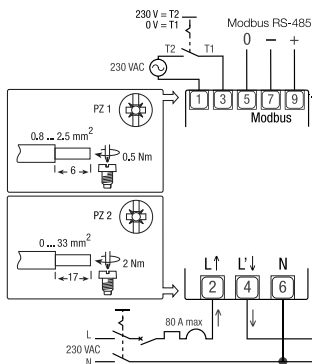 230 V = T2
0 V = T1
Modbus RS-485
T2 T1
0 − +
230 VAC
1 3 5 7 9
Modbus
PZ 1
0.8 ... 2.5 mm²
0.5 Nm
6
PZ 2
0 ... 33 mm²
2 Nm
17
L↑ L'↓ N
2 4 6
80 A max
L
230 VAC
N